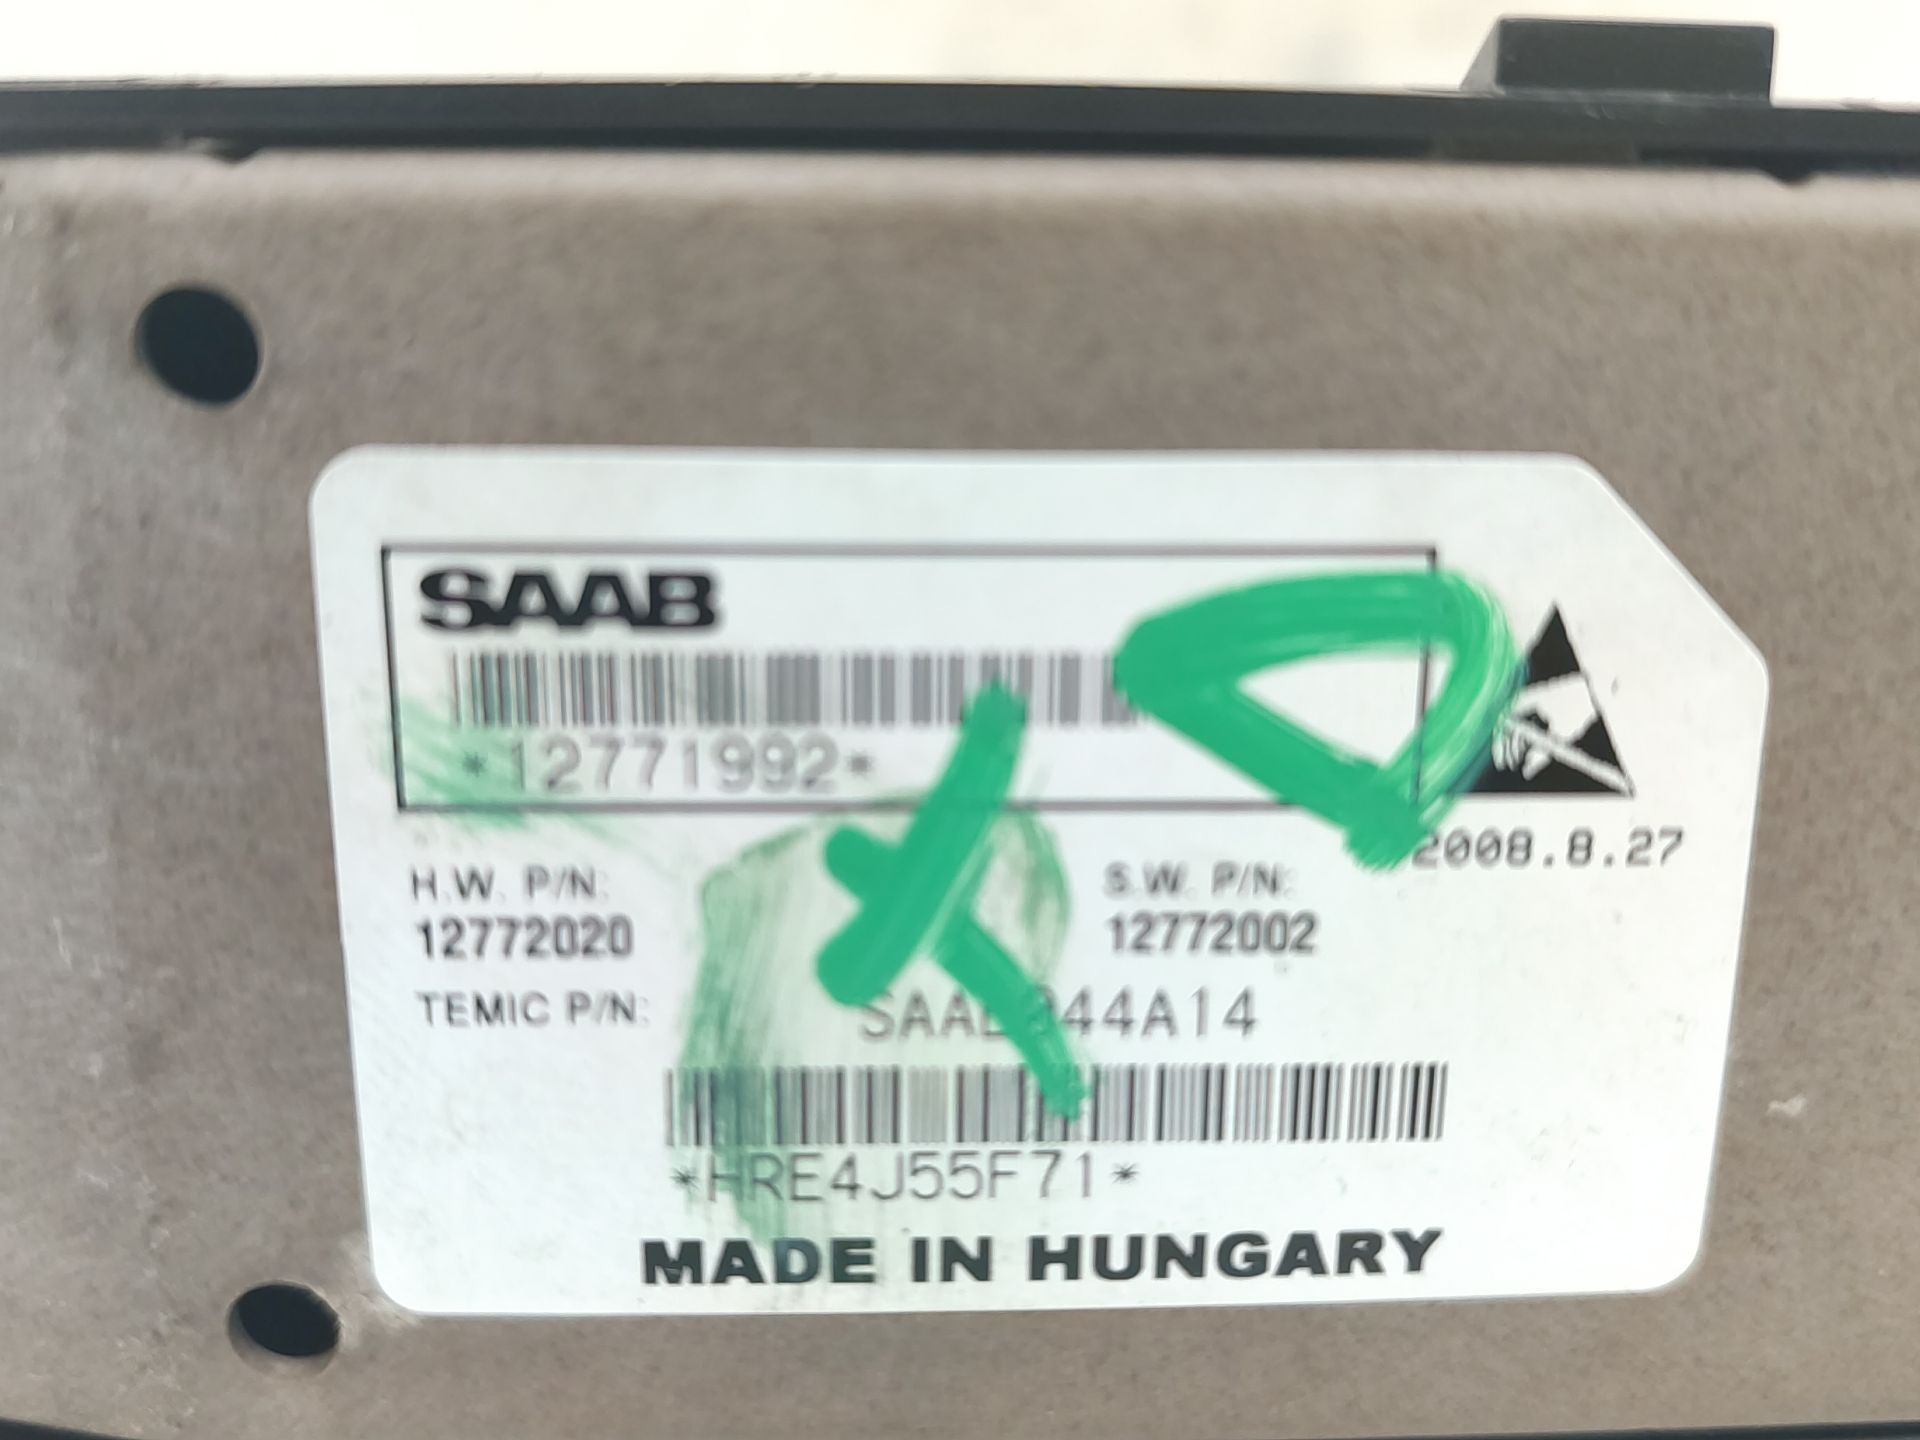 SAAB
*12771992*
2008.8.27
H.W. P/N:
S.W. P/N:
12772020
12772002
TEMIC P/N:
*HRE4J55F71*
MADE IN HUNGARY